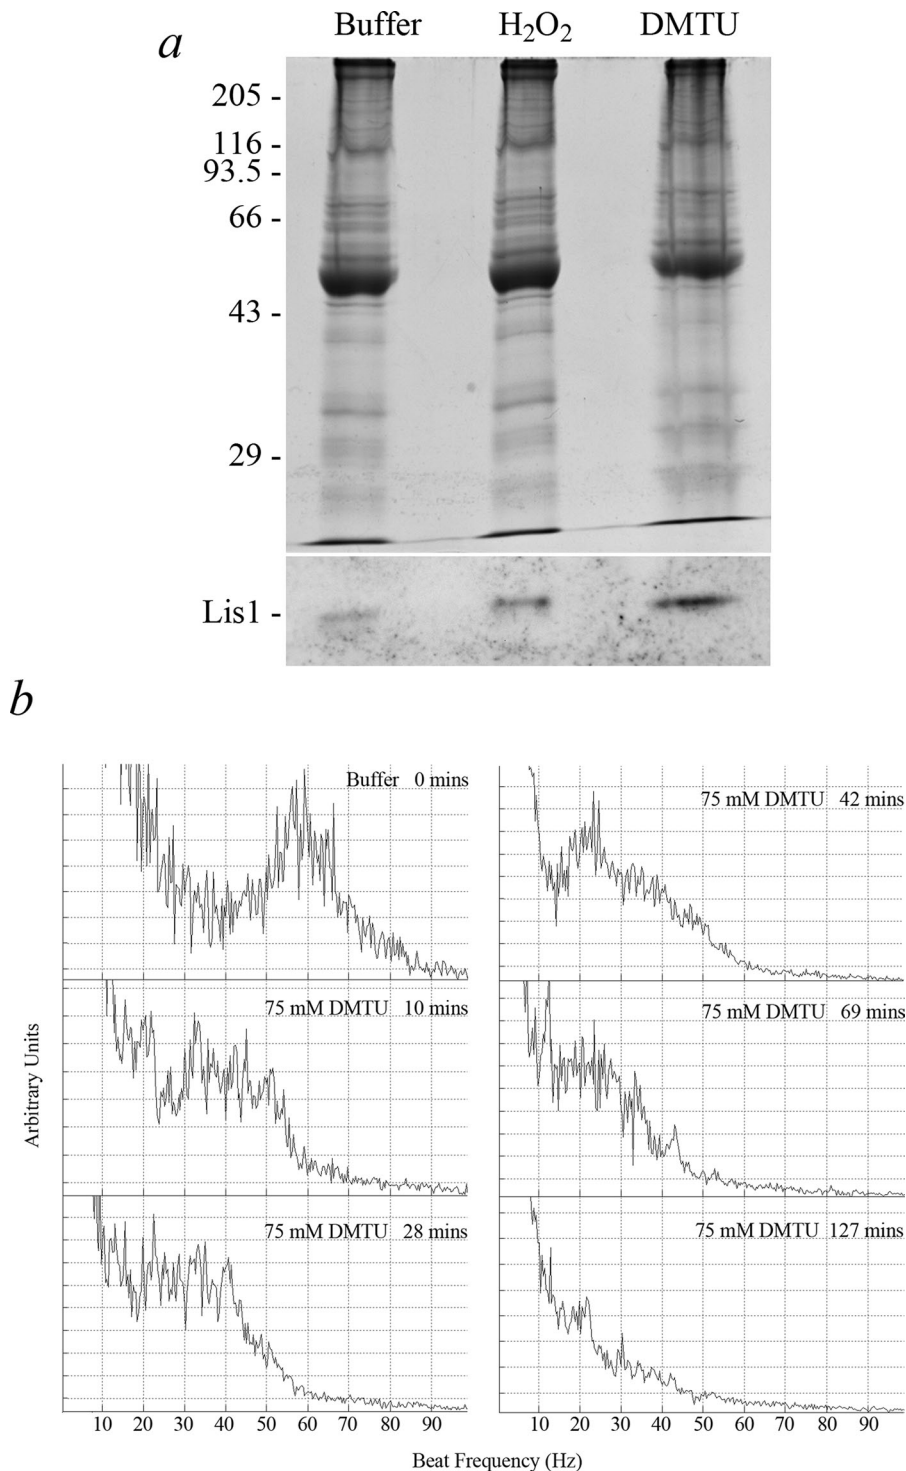 a
Buffer H₂O₂ DMTU
205 -
116 -
93.5 -
66 -
43 -
29 -
Lis1 -
b
Arbitrary Units
Buffer 0 mins
75 mM DMTU 10 mins
75 mM DMTU 28 mins
10 20 30 40 50 60 70 80 90
75 mM DMTU 42 mins
75 mM DMTU 69 mins
75 mM DMTU 127 mins
10 20 30 40 50 60 70 80 90
Beat Frequency (Hz)